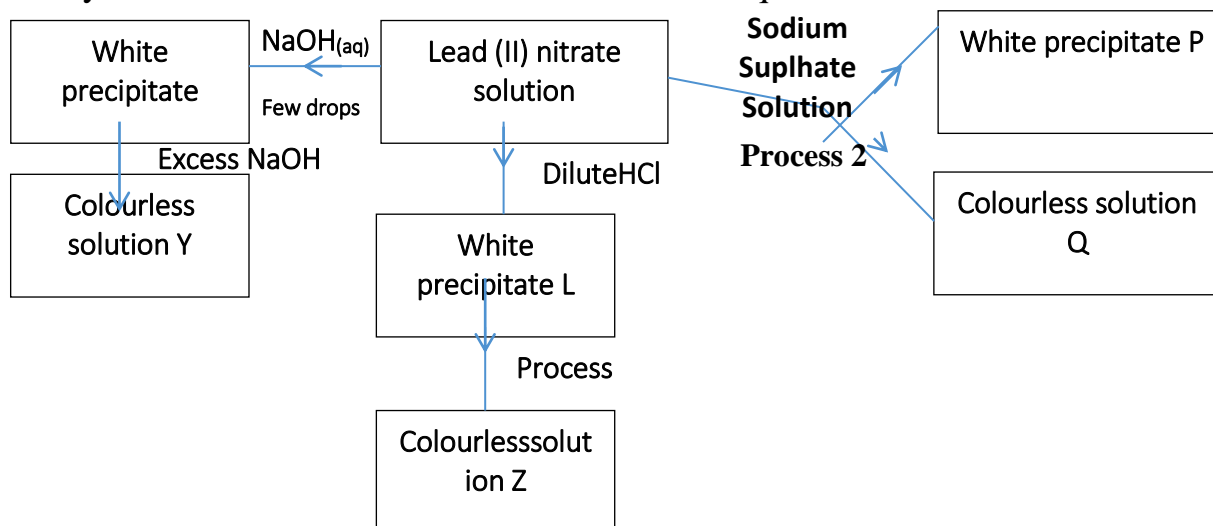 White
precipitate
NaOH(aq)
Few drops
Lead (II) nitrate
solution
Sodium
Suplhate
Solution
Process 2
White precipitate P
Excess NaOH
DiluteHCl
Colourless
solution Y
White
precipitate L
Colourless solution
Q
Process
Colourlesssolut
ion Z